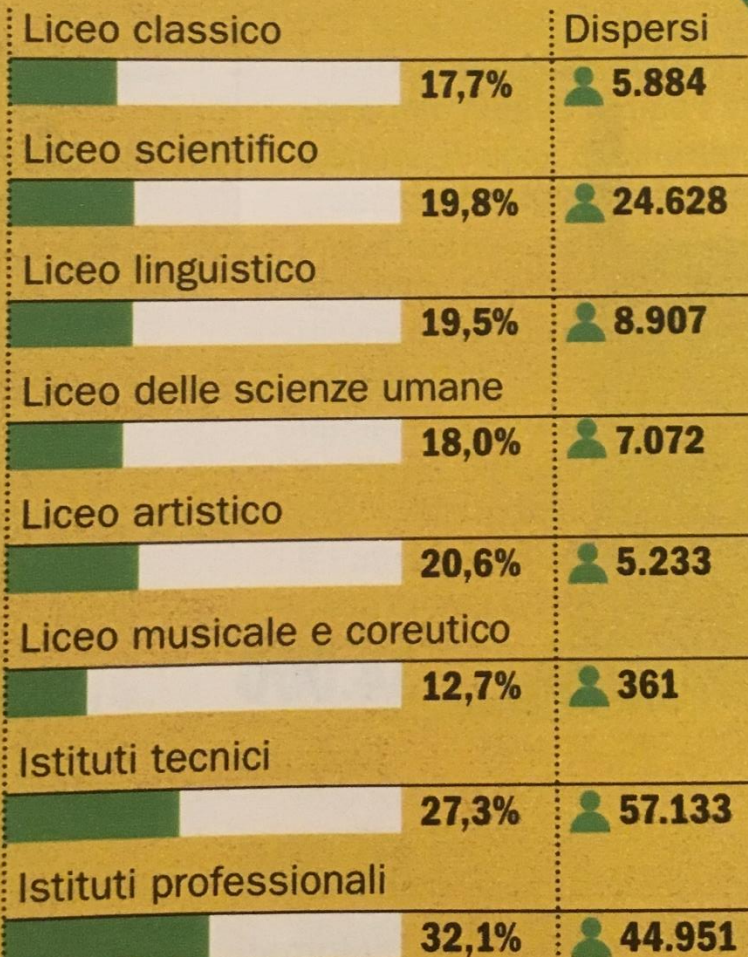 Liceo classico Dispersi
17,7% 5.884
Liceo scientifico
19,8% 24.628
Liceo linguistico
19,5% 8.907
Liceo delle scienze umane
18,0% 7.072
Liceo artistico
20,6% 5.233
Liceo musicale e coreutico
12,7% 361
Istituti tecnici
27,3% 57.133
Istituti professionali
32,1% 44.951